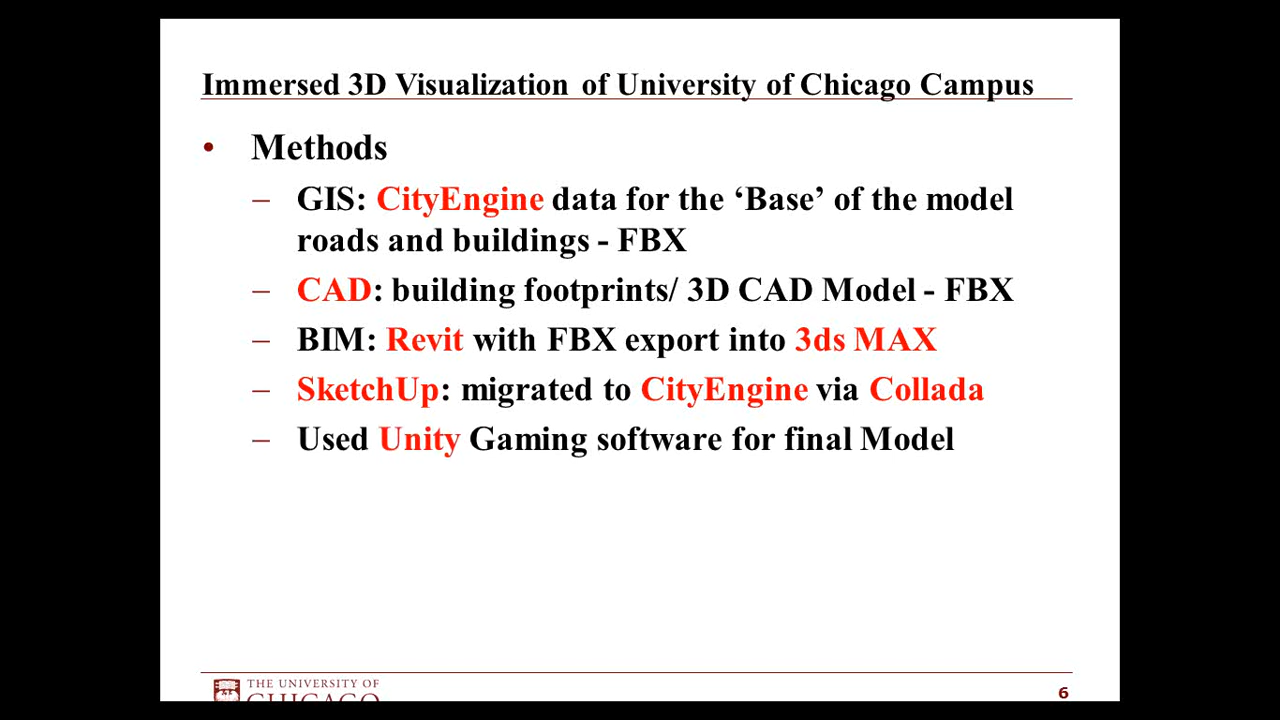 Immersed 3D Visualization of University of Chicago Campus
• Methods
– GIS: CityEngine data for the ‘Base’ of the model
roads and buildings - FBX
– CAD: building footprints/ 3D CAD Model - FBX
– BIM: Revit with FBX export into 3ds MAX
– SketchUp: migrated to CityEngine via Collada
– Used Unity Gaming software for final Model
THE UNIVERSITY OF
CHICAGO
6